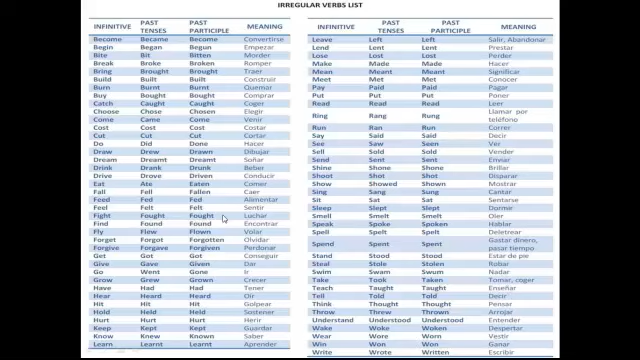 IRREGULAR VERBS LIST
INFINITIVE PAST TENSES PAST PARTICIPLE MEANING
Become Became Become Convertirse
Begin Began Begun Empezar
Bite Bit Bitten Morder
Break Broke Broken Romper
Bring Brought Brought Traer
Build Built Built Construir
Burn Burnt Burnt Quemar
Buy Bought Bought Comprar
Catch Caught Caught Coger
Choose Chose Chosen Elegir
Come Came Come Venir
Cost Cost Cost Costar
Cut Cut Cut Cortar
Do Did Done Hacer
Draw Drew Drawn Dibujar
Dream Dreamt Dreamt Soñar
Drink Drank Drunk Beber
Drive Drove Driven Conducir
Eat Ate Eaten Comer
Fall Fell Fallen Caer
Feed Fed Fed Alimentar
Feel Felt Felt Sentir
Fight Fought Fought Luchar
Find Found Found Encontrar
Fly Flew Flown Volar
Forget Forgot Forgotten Olvidar
Forgive Forgave Forgiven Perdonar
Get Got Got Conseguir
Give Gave Given Dar
Go Went Gone Ir
Grow Grew Grown Crecer
Have Had Had Tener
Hear Heard Heard Oir
Hit Hit Hit Golpear
Hold Held Held Sostener
Hurt Hurt Hurt Herir
Keep Kept Kept Guardar
Know Knew Known Saber
Learn Learnt Learnt Aprender
INFINITIVE PAST TENSES PAST PARTICIPLE MEANING
Leave Left Left Salir, Abandonar
Lend Lent Lent Prestar
Lose Lost Lost Perder
Make Made Made Hacer
Mean Meant Meant Significar
Meet Met Met Conocer
Pay Paid Paid Pagar
Put Put Put Poner
Read Read Read Leer
Ring Rang Rung Llamar por teléfono
Run Ran Run Correr
Say Said Said Decir
See Saw Seen Ver
Sell Sold Sold Vender
Send Sent Sent Enviar
Shine Shone Shone Brillar
Shoot Shot Shot Disparar
Show Showed Shown Mostrar
Sing Sang Sung Cantar
Sit Sat Sat Sentarse
Sleep Slept Slept Dormir
Smell Smelt Smelt Oler
Speak Spoke Spoken Hablar
Spell Spelt Spelt Deletrear
Spend Spent Spent Gastar dinero, pasar tiempo
Stand Stood Stood Estar de pie
Steal Stole Stolen Robar
Swim Swam Swum Nadar
Take Took Taken Tomar, coger
Teach Taught Taught Enseñar
Tell Told Told Decir
Think Thought Thought Pensar
Throw Threw Thrown Arrojar
Understand Understood Understood Entender
Wake Woke Woken Despertar
Wear Wore Worn Vestir
Win Won Won Ganar
Write Wrote Written Escribir